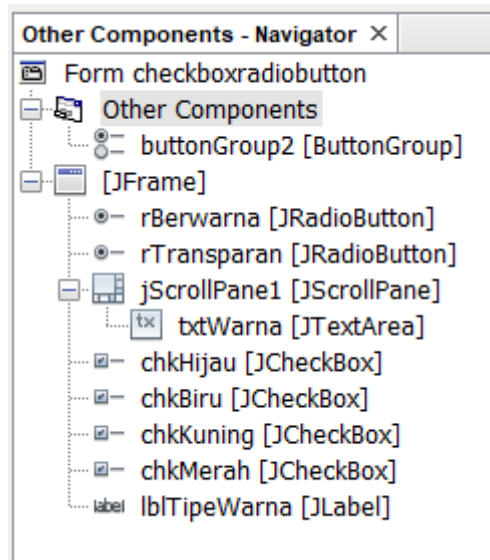 Other Components - Navigator ×
Form checkboxradiobutton
Other Components
buttonGroup2 [ButtonGroup]
[JFrame]
rBerwarna [JRadioButton]
rTransparan [JRadioButton]
jScrollPane1 [JScrollPane]
tx txtWarna [JTextArea]
chkHijau [JCheckBox]
chkBiru [JCheckBox]
chkKuning [JCheckBox]
chkMerah [JCheckBox]
label lblTipeWarna [JLabel]